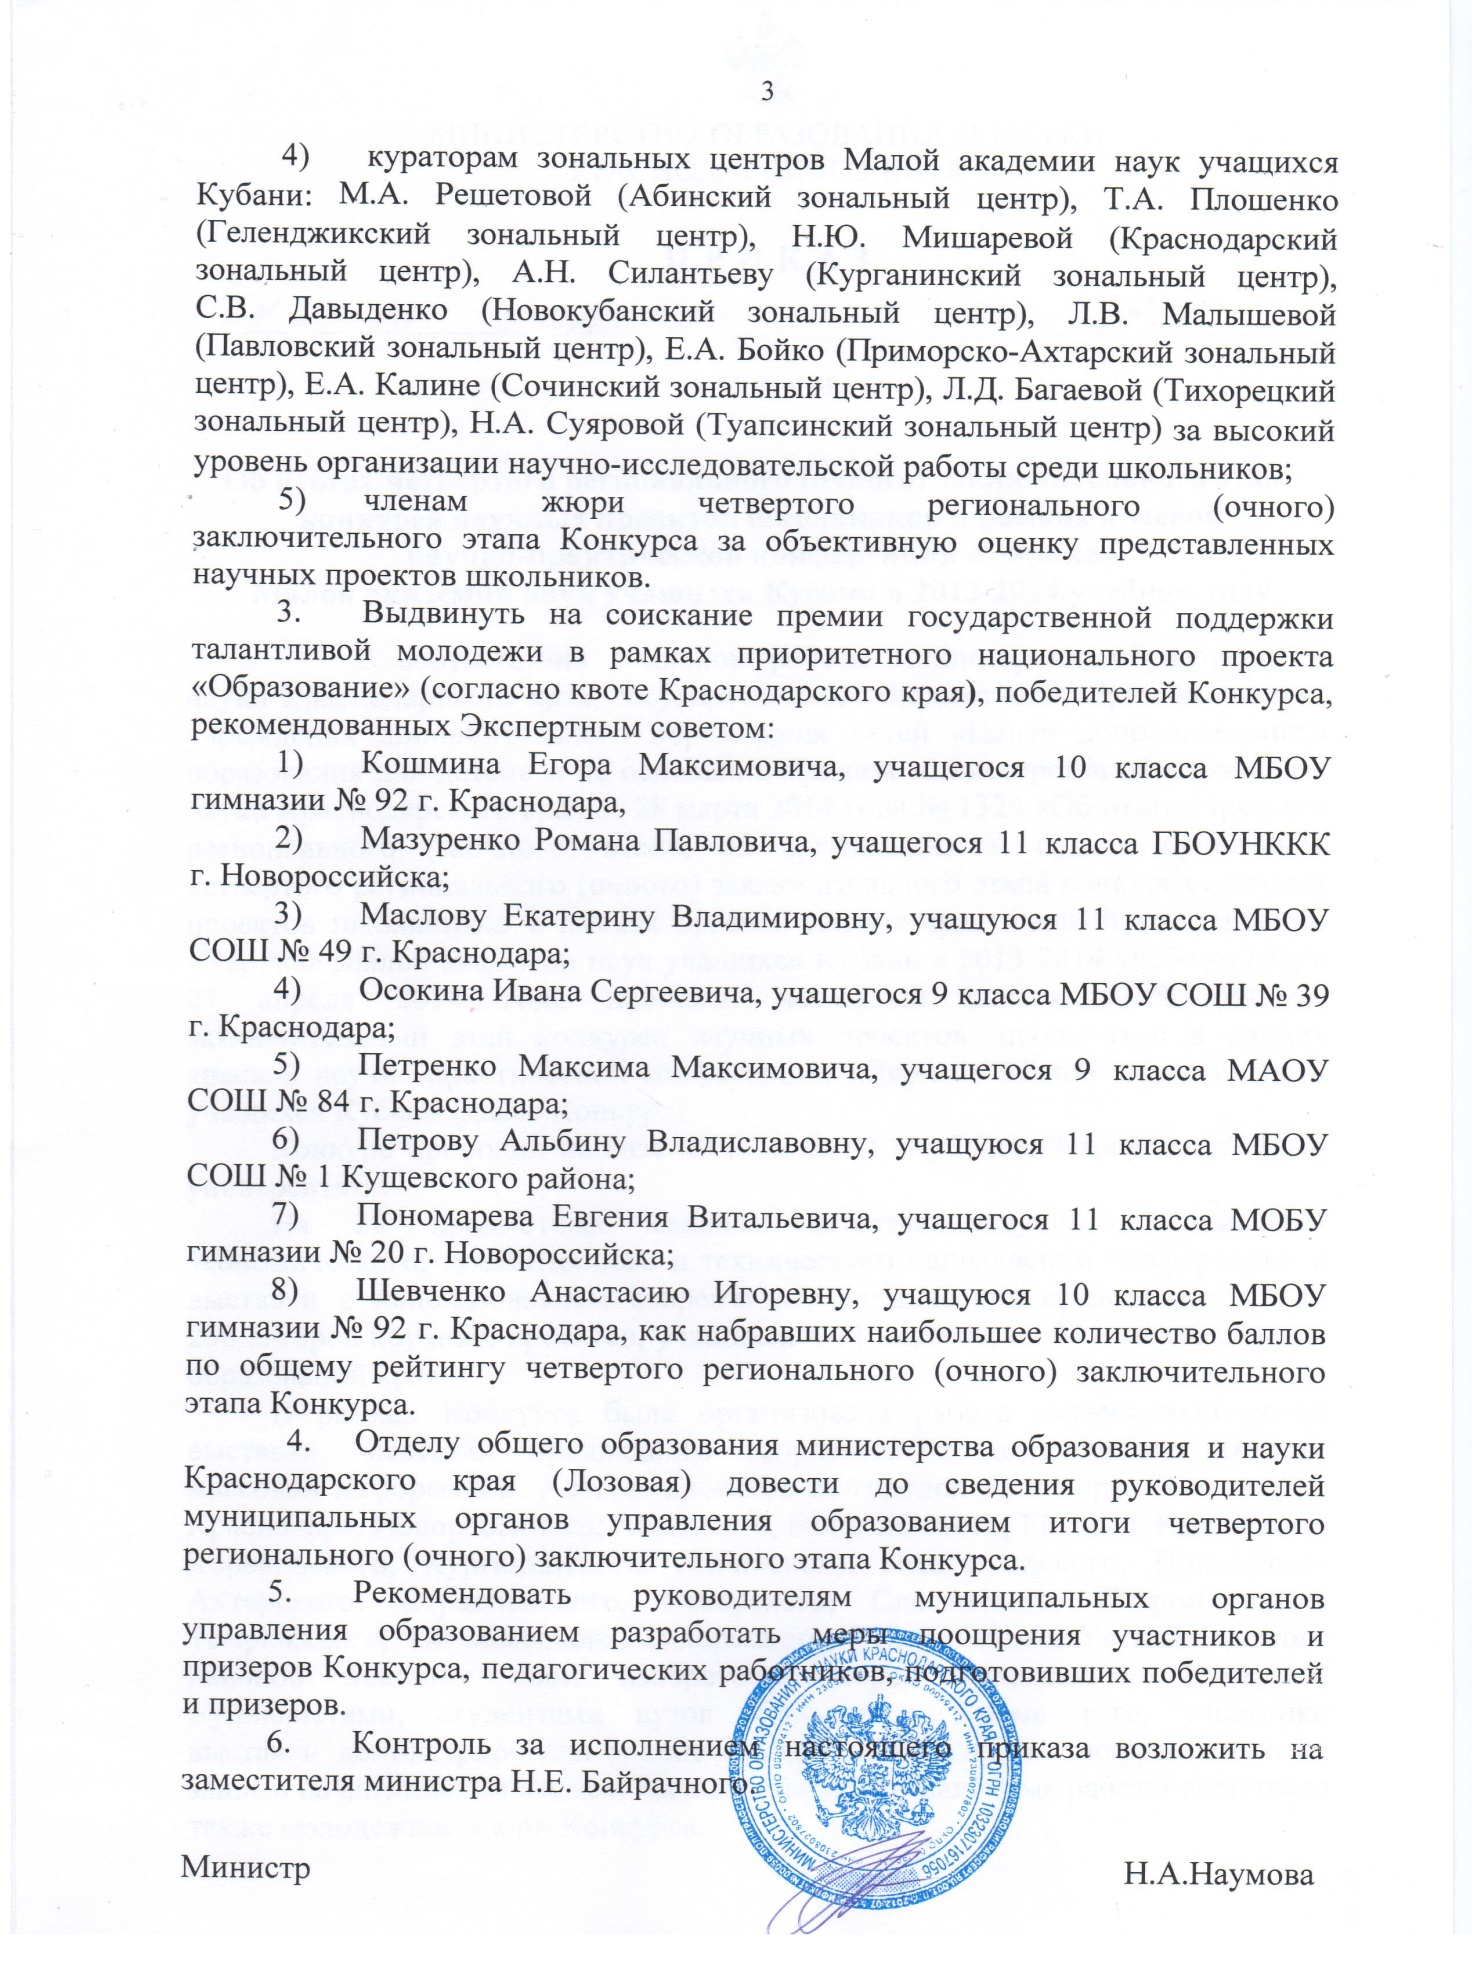 3
4) кураторам зональных центров Малой академии наук учащихся
Кубани: М.А. Решетовой (Абинский зональный центр), Т.А. Плошенко
(Геленджикский зональный центр), Н.Ю. Мишаревой (Краснодарский
зональный центр), А.Н. Силантьеву (Курганинский зональный центр),
С.В. Давыденко (Новокубанский зональный центр), Л.В. Малышевой
(Павловский зональный центр), Е.А. Бойко (Приморско-Ахтарский зональный
центр), Е.А. Калине (Сочинский зональный центр), Л.Д. Багаевой (Тихорецкий
зональный центр), Н.А. Суяровой (Туапсинский зональный центр) за высокий
уровень организации научно-исследовательской работы среди школьников;
5) членам жюри четвертого регионального (очного)
заключительного этапа Конкурса за объективную оценку представленных
научных проектов школьников.
3. Выдвинуть на соискание премии государственной поддержки
талантливой молодежи в рамках приоритетного национального проекта
«Образование» (согласно квоте Краснодарского края), победителей Конкурса,
рекомендованных Экспертным советом:
1) Кошмина Егора Максимовича, учащегося 10 класса МБОУ
гимназии № 92 г. Краснодара,
2) Мазуренко Романа Павловича, учащегося 11 класса ГБОУНККК
г. Новороссийска;
3) Маслову Екатерину Владимировну, учащуюся 11 класса МБОУ
СОШ № 49 г. Краснодара;
4) Осокина Ивана Сергеевича, учащегося 9 класса МБОУ СОШ № 39
г. Краснодара;
5) Петренко Максима Максимовича, учащегося 9 класса МАОУ
СОШ № 84 г. Краснодара;
6) Петрову Альбину Владиславовну, учащуюся 11 класса МБОУ
СОШ № 1 Кущевского района;
7) Пономарева Евгения Витальевича, учащегося 11 класса МОБУ
гимназии № 20 г. Новороссийска;
8) Шевченко Анастасию Игоревну, учащуюся 10 класса МБОУ
гимназии № 92 г. Краснодара, как набравших наибольшее количество баллов
по общему рейтингу четвертого регионального (очного) заключительного
этапа Конкурса.
4. Отделу общего образования министерства образования и науки
Краснодарского края (Лозовая) довести до сведения руководителей
муниципальных органов управления образованием итоги четвертого
регионального (очного) заключительного этапа Конкурса.
5. Рекомендовать руководителям муниципальных органов
управления образованием разработать меры поощрения участников и
призеров Конкурса, педагогических работников, подготовивших победителей
и призеров.
6. Контроль за исполнением настоящего приказа возложить на
заместителя министра Н.Е. Байрачного.
МИНИСТЕРСТВО ОБРАЗОВАНИЯ И НАУКИ КРАСНОДАРСКОГО КРАЯ * ОГРН 1032307167056
Министр Н.А.Наумова